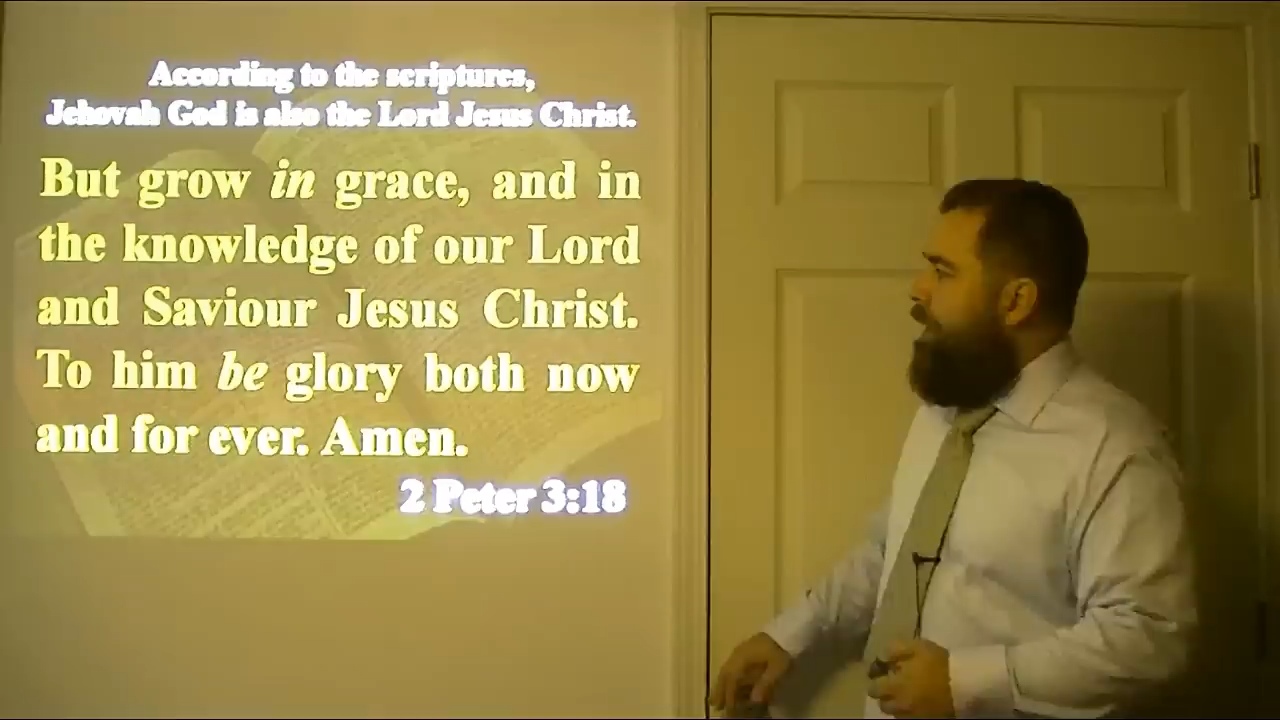 According to the scriptures,
Jehovah God is also the Lord Jesus Christ.
But grow in grace, and in
the knowledge of our Lord
and Saviour Jesus Christ.
To him be glory both now
and for ever. Amen.
2 Peter 3:18